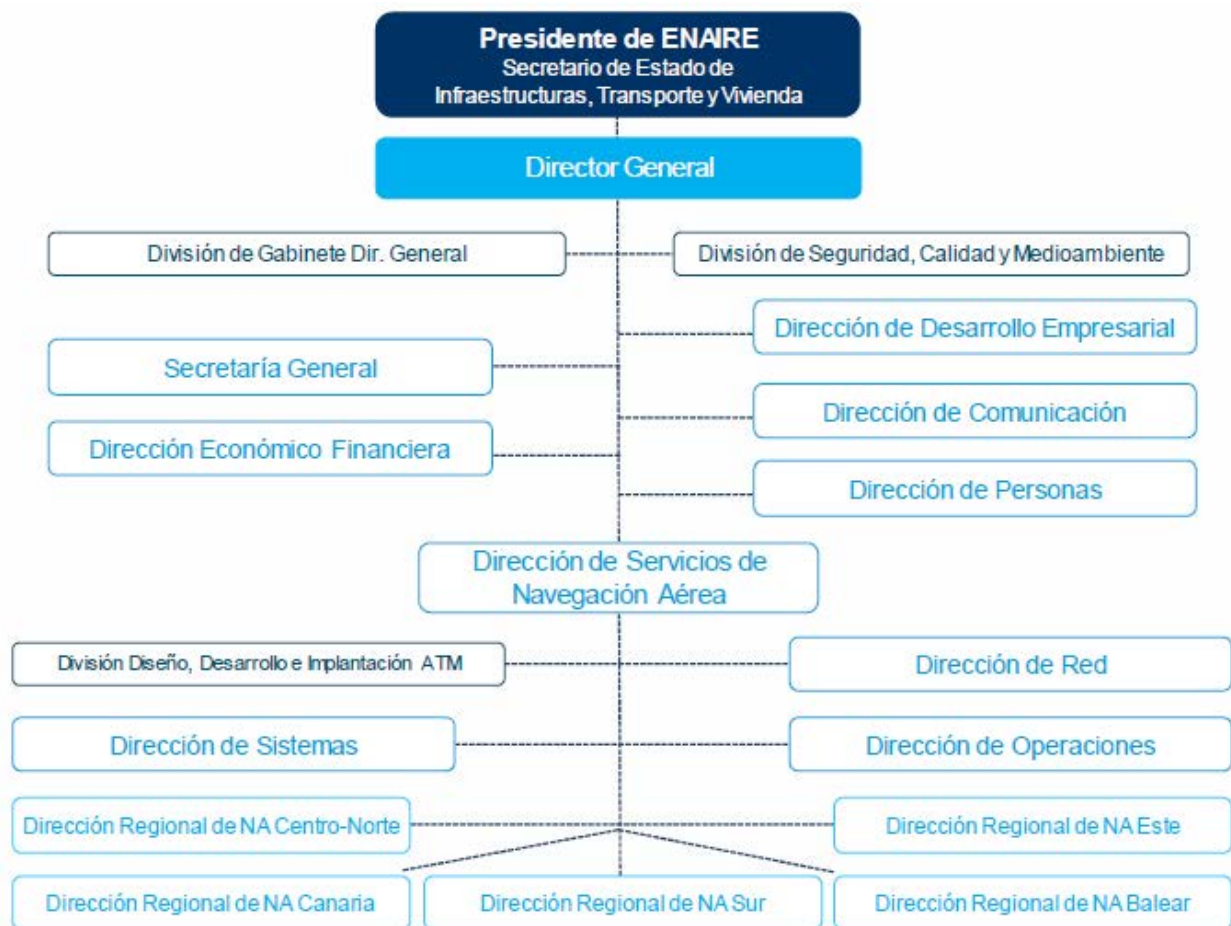 Presidente de ENAIRE
Secretario de Estado de
Infraestructuras, Transporte y Vivienda
Director General
División de Gabinete Dir. General
División de Seguridad, Calidad y Medioambiente
Dirección de Desarrollo Empresarial
Secretaría General
Dirección de Comunicación
Dirección Económico Financiera
Dirección de Personas
Dirección de Servicios de
Navegación Aérea
División Diseño, Desarrollo e Implantación ATM
Dirección de Red
Dirección de Sistemas
Dirección de Operaciones
Dirección Regional de NA Centro-Norte
Dirección Regional de NA Este
Dirección Regional de NA Canaria
Dirección Regional de NA Sur
Dirección Regional de NA Balear